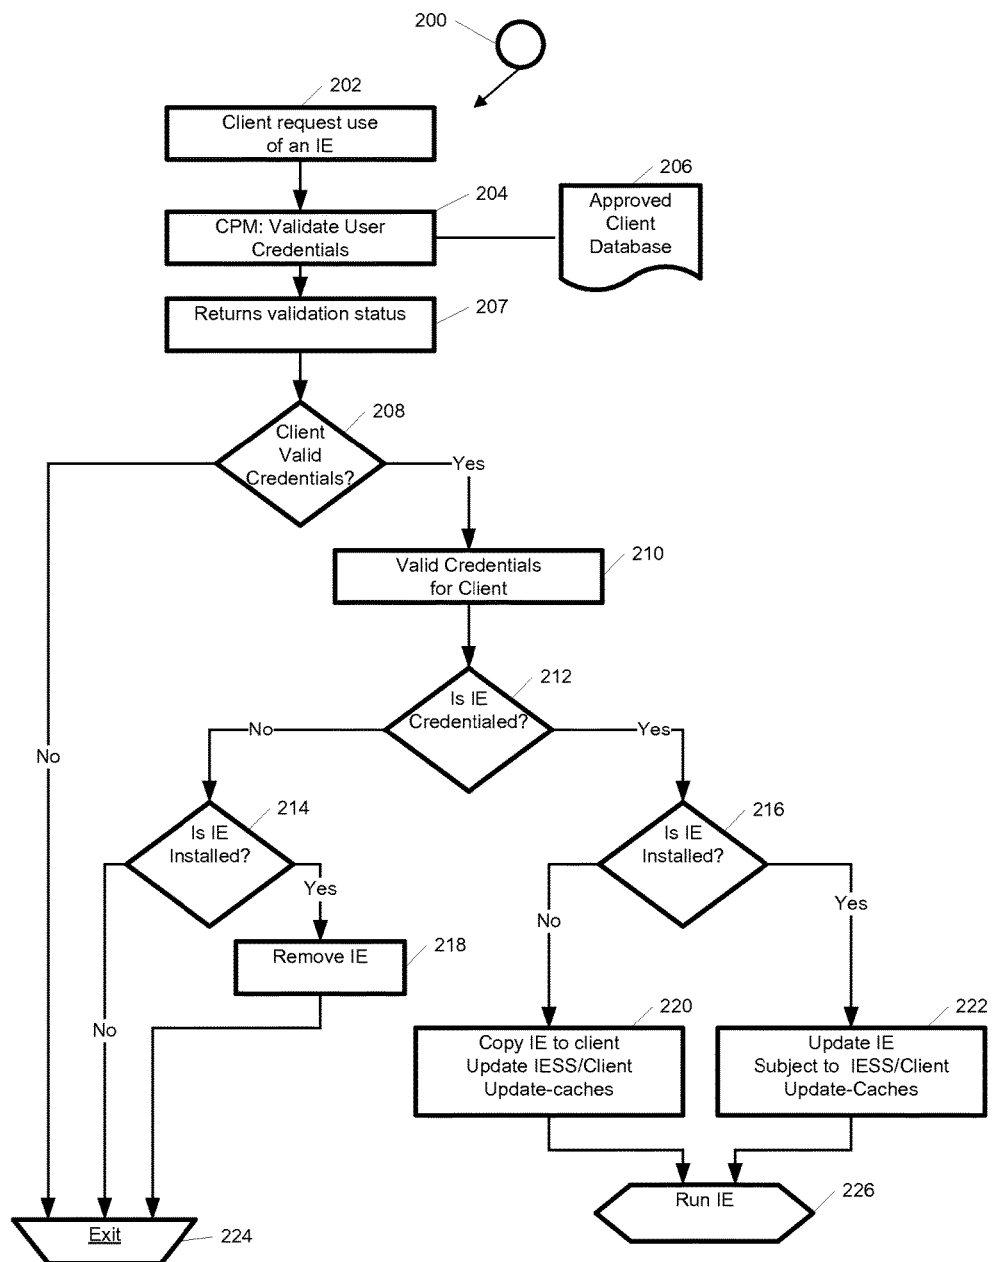 200
202
Client request use
of an IE
204
CPM: Validate User
Credentials
206
Approved
Client
Database
207
Returns validation status
208
Client
Valid
Credentials?
Yes
210
Valid Credentials
for Client
212
Is IE
Credentialed?
No
Yes
No
214
Is IE
Installed?
216
Is IE
Installed?
Yes
No
Yes
218
Remove IE
No
220
Copy IE to client
Update IESS/Client
Update-caches
222
Update IE
Subject to IESS/Client
Update-Caches
Run IE
226
Exit
224